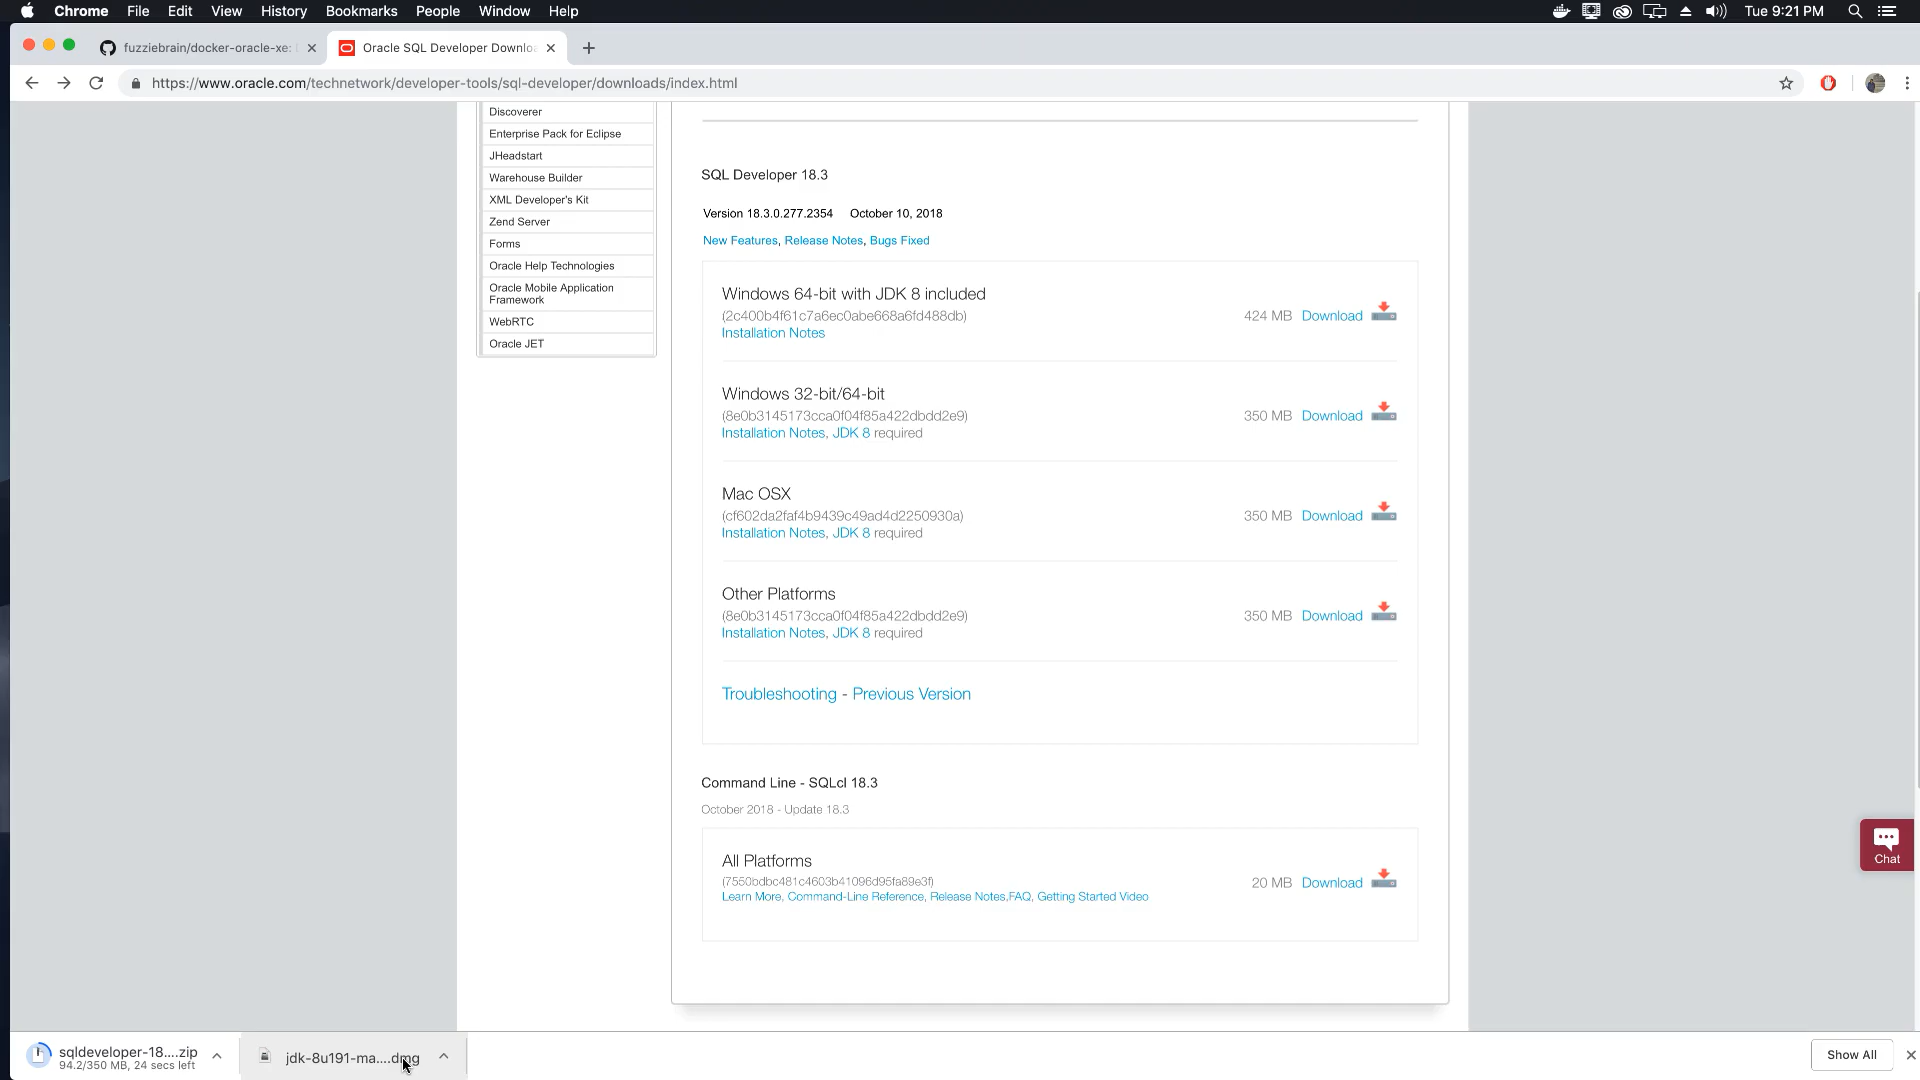 Chrome File Edit View History Bookmarks People Window Help Tue 9:21 PM
fuzziebrain/docker-oracle-xe: Oracle SQL Developer Downloa
https://www.oracle.com/technetwork/developer-tools/sql-developer/downloads/index.html
Discoverer
Enterprise Pack for Eclipse
JHeadstart
Warehouse Builder
XML Developer's Kit
Zend Server
Forms
Oracle Help Technologies
Oracle Mobile Application
Framework
WebRTC
Oracle JET
SQL Developer 18.3
Version 18.3.0.277.2354 October 10, 2018
New Features, Release Notes, Bugs Fixed
Windows 64-bit with JDK 8 included
(2c400b4f61c7a6ec0abe668a6fd488db)
424 MB Download
Installation Notes
Windows 32-bit/64-bit
(8e0b3145173cca0f04f85a422dbdd2e9)
350 MB Download
Installation Notes, JDK 8 required
Mac OSX
(cf602da2faf4b9439c49ad4d2250930a)
350 MB Download
Installation Notes, JDK 8 required
Other Platforms
(8e0b3145173cca0f04f85a422dbdd2e9)
350 MB Download
Installation Notes, JDK 8 required
Troubleshooting - Previous Version
Command Line - SQLcl 18.3
October 2018 - Update 18.3
All Platforms
(7550bdbc481c4603b41096d95fa89e3f)
20 MB Download
Learn More, Command-Line Reference, Release Notes,FAQ, Getting Started Video
Chat
sqldeveloper-18....zip
94.2/350 MB, 24 secs left
jdk-8u191-ma....dmg
Show All